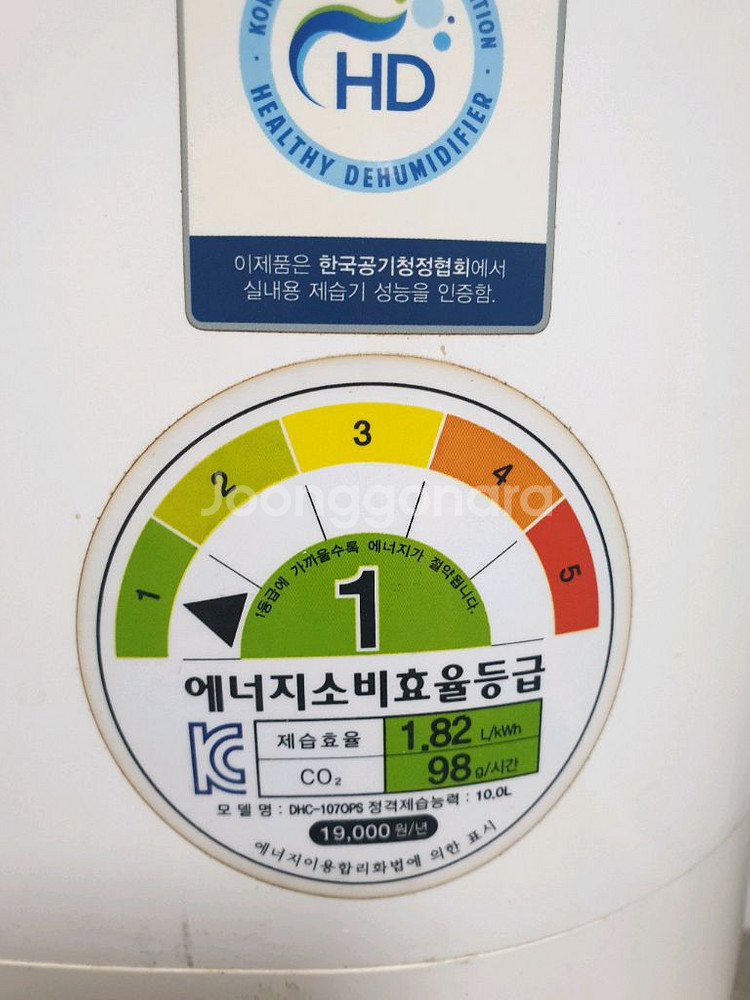 HD
HEALTHY DEHUMIDIFIER
이제품은 한국공기청정협회에서
실내용 제습기 성능을 인증함.
1
2
3
4
5
Joonggonara
1등급에 가까울수록 에너지가 절약됩니다.
1
에너지소비효율등급
제습효율 1.82 L/kWh
CO₂ 98 g/시간
모델명 : DHC-107OPS 정격제습능력 : 10.0L
19,000 원/년
에너지이용합리화법에 의한 표시